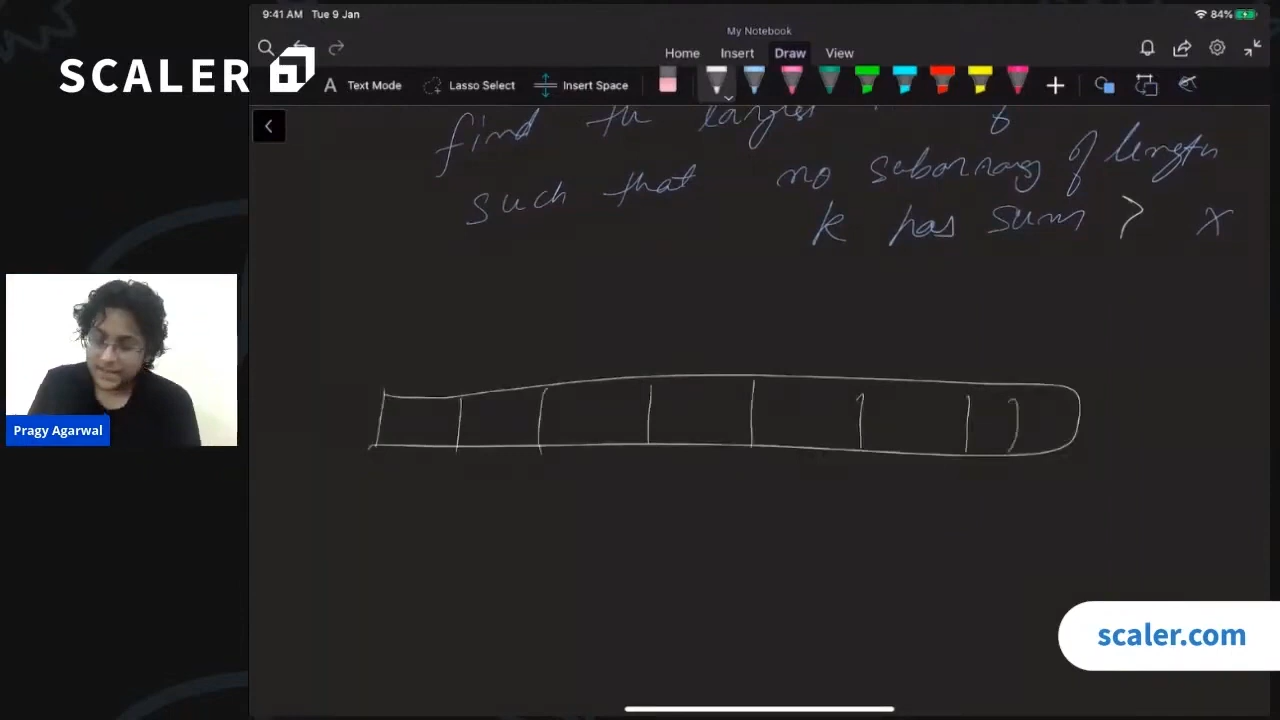 9:41 AM Tue 9 Jan
84%
My Notebook
SCALER
Home Insert Draw View
A Text Mode Lasso Select Insert Space
find the largest
such that no subarray of length
k has sum > x
Pragy Agarwal
scaler.com